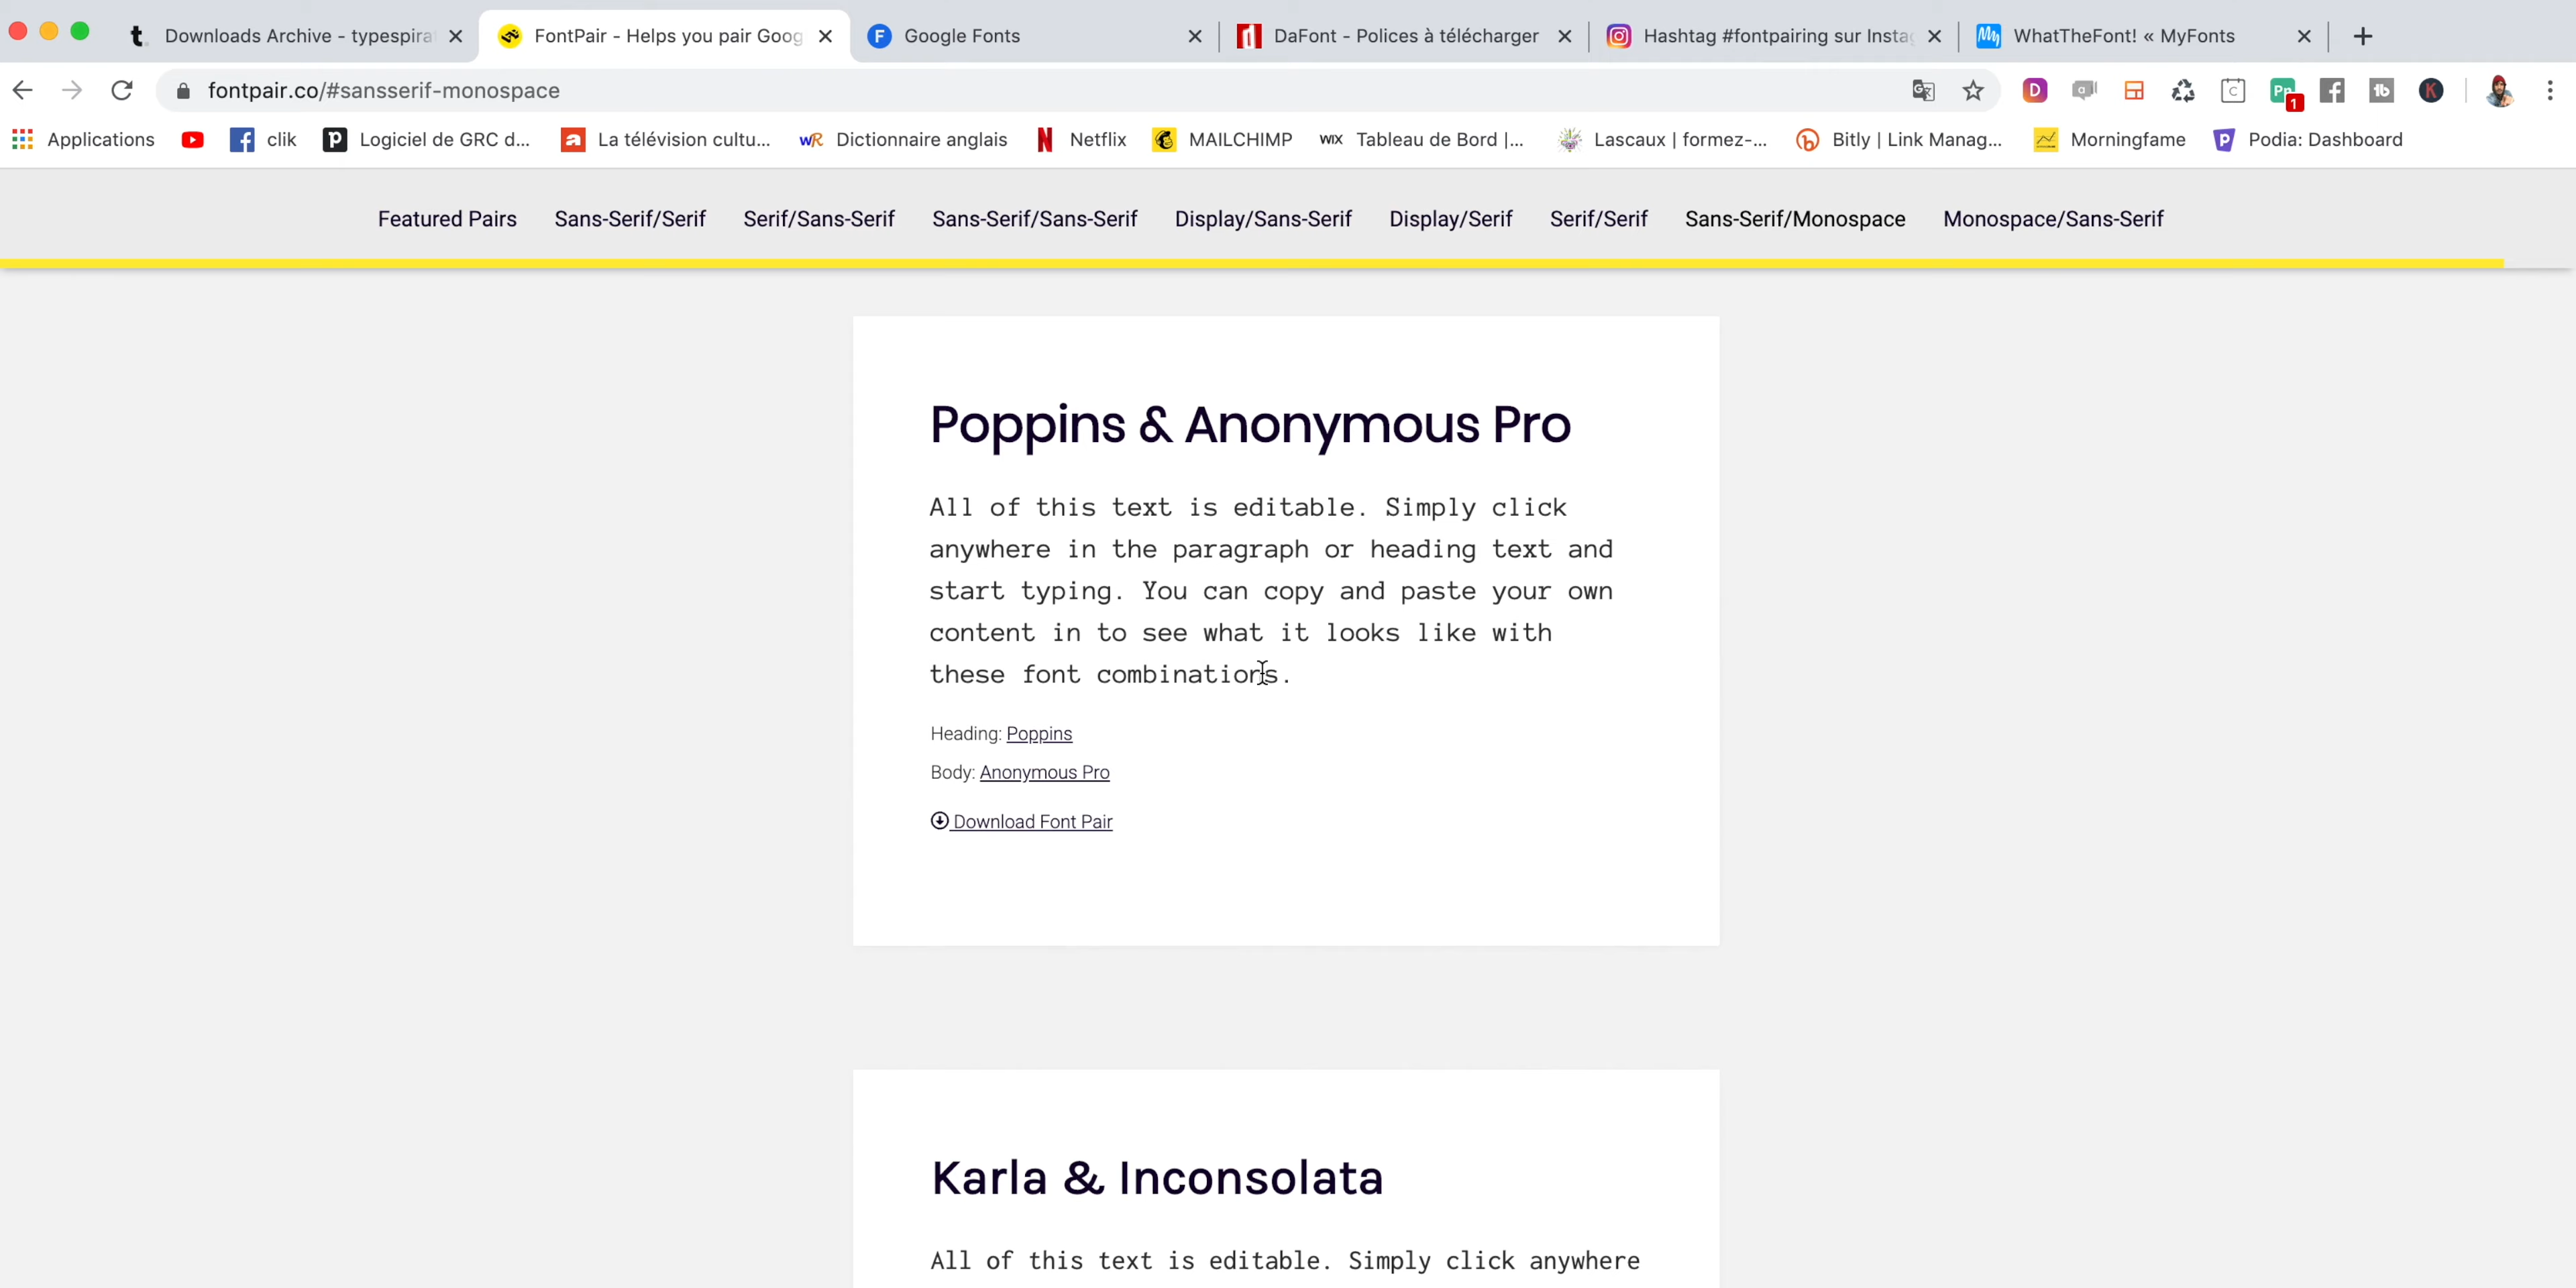 Downloads Archive - typespirat
FontPair - Helps you pair Goog
Google Fonts
DaFont - Polices à télécharger
Hashtag #fontpairing sur Insta
WhatTheFont! « MyFonts
fontpair.co/#sansserif-monospace
Applications
clik
Logiciel de GRC d...
La télévision cultu...
Dictionnaire anglais
Netflix
MAILCHIMP
WIX Tableau de Bord |...
Lascaux | formez-...
Bitly | Link Manag...
Morningfame
Podia: Dashboard
Featured Pairs
Sans-Serif/Serif
Serif/Sans-Serif
Sans-Serif/Sans-Serif
Display/Sans-Serif
Display/Serif
Serif/Serif
Sans-Serif/Monospace
Monospace/Sans-Serif
Poppins & Anonymous Pro
All of this text is editable. Simply click
anywhere in the paragraph or heading text and
start typing. You can copy and paste your own
content in to see what it looks like with
these font combinations.
Heading: Poppins
Body: Anonymous Pro
Download Font Pair
Karla & Inconsolata
All of this text is editable. Simply click anywhere